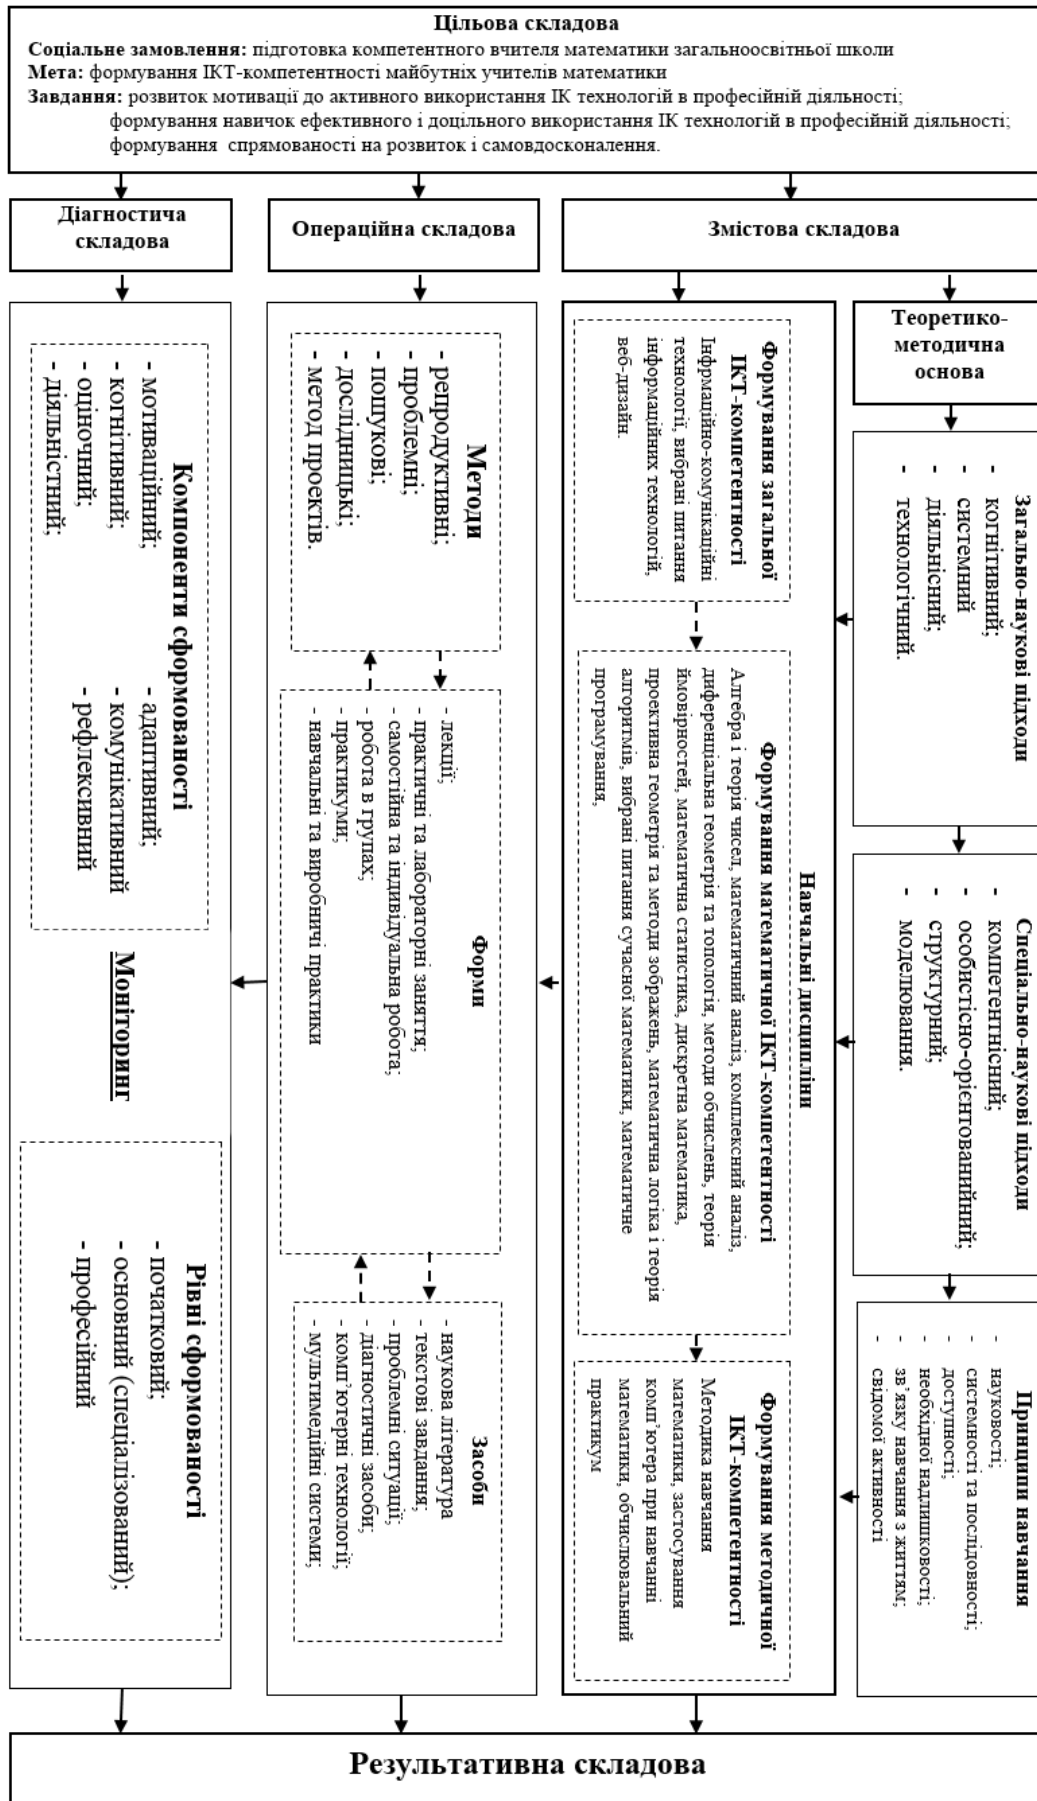 Цільова складова
Соціальне замовлення: підготовка компетентного вчителя математики загальноосвітньої школи
Мета: формування ІКТ-компетентності майбутніх учителів математики
Завдання: розвиток мотивації до активного використання ІК технологій в професійній діяльності;
формування навичок ефективного і доцільного використання ІК технологій в професійній діяльності;
формування спрямованості на розвиток і самовдосконалення.
Діагностича
складова
Операційна складова
Змістова складова
Компоненти сформованості
- мотиваційний;
- когнітивний;
- оціночний;
- діяльністний;
- адаптивний;
- комунікативний
- рефлексивний
Моніторинг
Рівні сформованості
- початковий;
- основний (спеціалізований);
- професійний
Методи
- репродуктивні;
- проблемні;
- пошукові;
- дослідницькі;
- метод проектів.
Форми
- лекції;
- практичні та лабораторні заняття;
- самостійна та індивідуальна робота;
- робота в групах;
- практикуми;
- навчальні та виробничі практики
Засоби
- наукова література
- текстові завдання;
- проблемні ситуації;
- діагностичні засоби;
- комп'ютерні технології;
- мультимедійні системи;
Навчальні дисципліни
Формування загальної
ІКТ-компетентності
Інфрмаційно-комунікаційні
технології, вибрані питання
інформаційних технологій,
веб-дизайн.
Формування математичної ІКТ-компетентності
Алгебра і теорія чисел, математичний аналіз, комплексний аналіз,
диференціальна геометрія та топологія, методи обчислень, теорія
ймовірностей, математична статистика, дискретна математика,
проективна геометрія та методи зображень, математична логіка і теорія
алгоритмів, вибрані питання сучасної математики, математичне
програмування,
Формування методичної
ІКТ-компетентності
Методика навчання
математики, застосування
комп'ютера при навчанні
математики, обчислювальний
практикум
Теоретико-
методична
основа
Загально-наукові підходи
- когнітивний;
- системний
- діяльнісний;
- технологічний.
Спеціально-наукові підходи
- компетентнісний;
- особистісно-орієнтованийний;
- структурний;
- моделювання.
Принципи навчання
- науковості;
- системності та послідовності;
- доступності;
- необхідної надлишковості;
- зв'язку навчання з життям;
- свідомої активності
Результативна складова